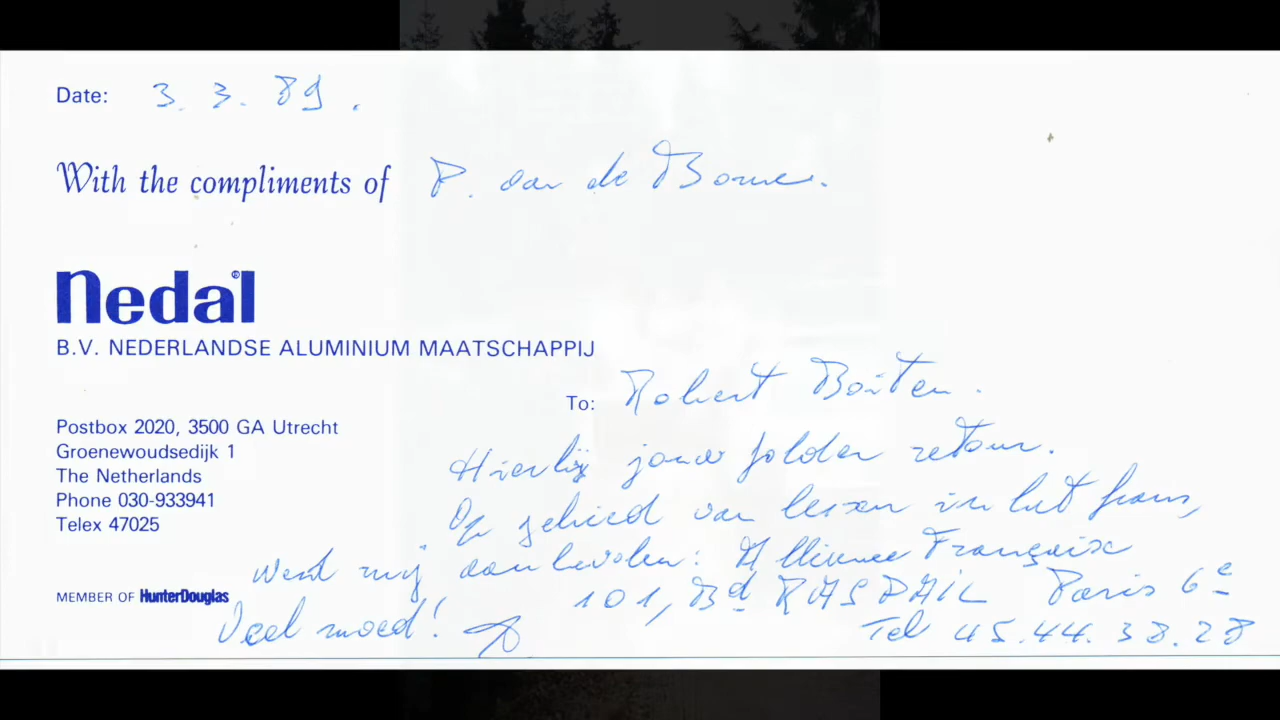 Date: 3.3.89.
With the compliments of P. van de Borne.
nedal®
B.V. NEDERLANDSE ALUMINIUM MAATSCHAPPIJ
To: Robert Boiten.
Postbox 2020, 3500 GA Utrecht
Groenewoudsedijk 1
The Netherlands
Phone 030-933941
Telex 47025
MEMBER OF HunterDouglas
Hierbij jouw folder retour.
Op gebied van lessen in het frans,
werd mij aanbevolen: Alliance Française
101, Bd RASPAIL Paris 6e
Veel moed! Tel 45.44.38.28